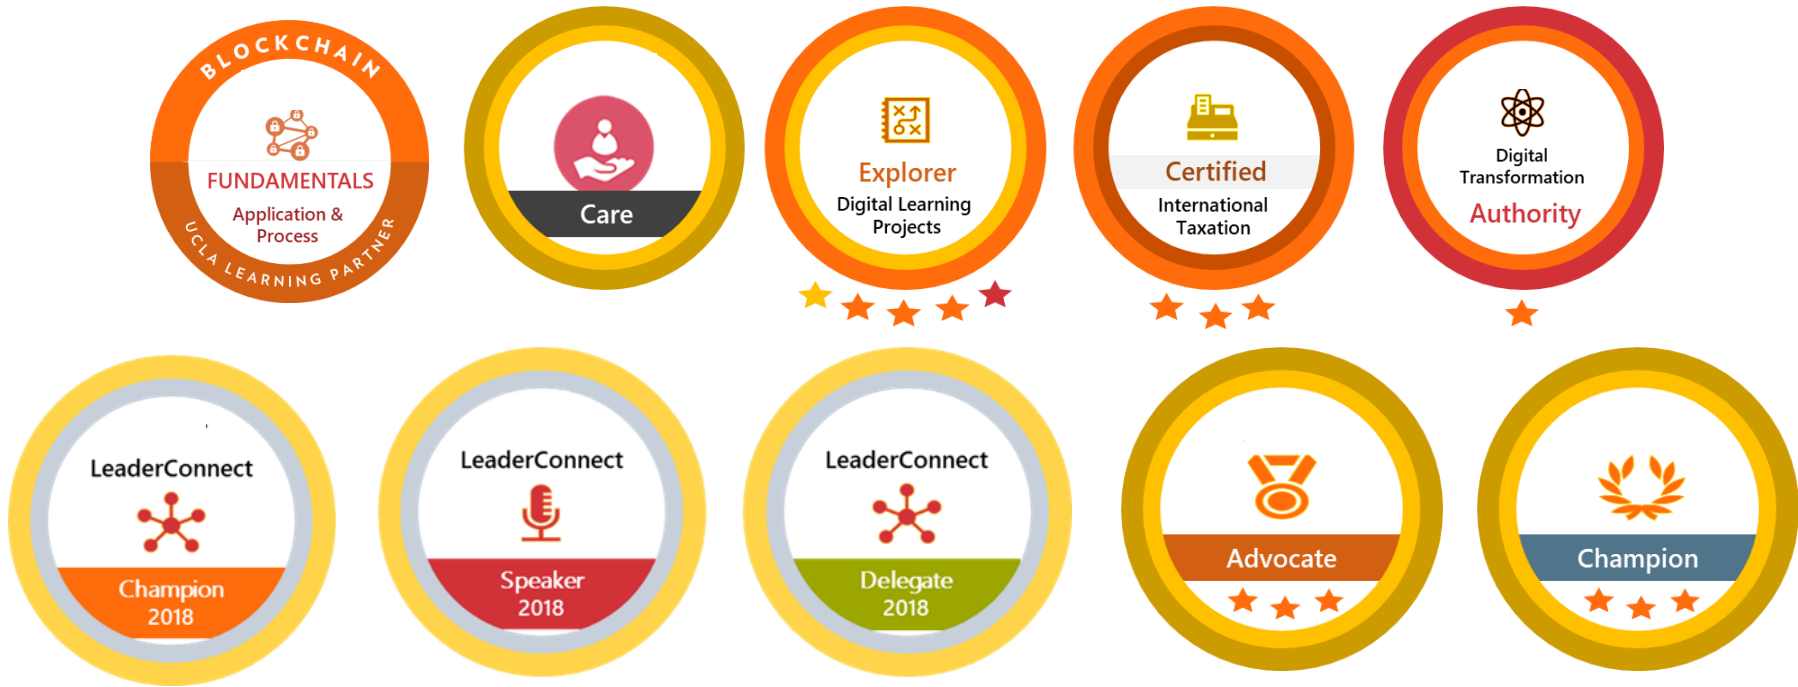 BLOCKCHAIN
FUNDAMENTALS
Application &
Process
UCLA LEARNING PARTNER
Care
Explorer
Digital Learning
Projects
Certified
International
Taxation
Digital
Transformation
Authority
LeaderConnect
Champion
2018
LeaderConnect
Speaker
2018
LeaderConnect
Delegate
2018
Advocate
Champion